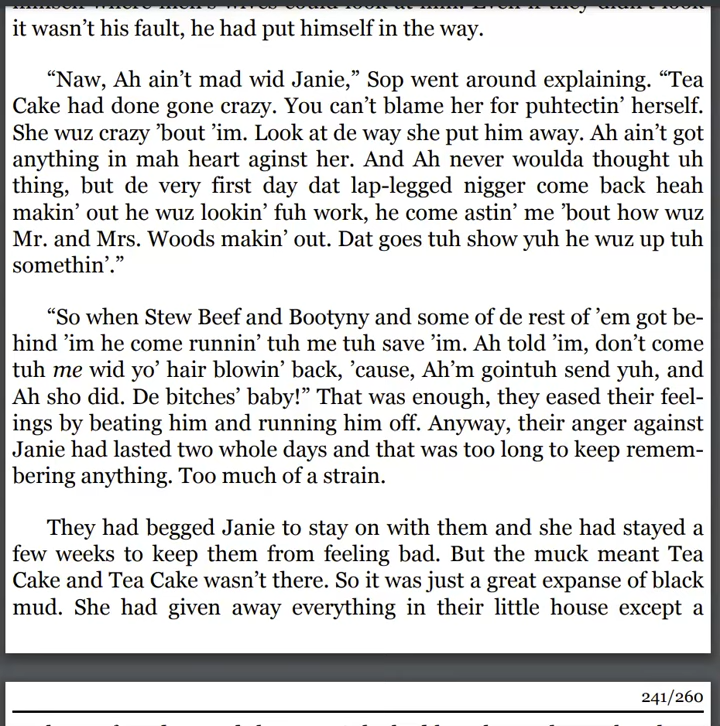 it wasn’t his fault, he had put himself in the way.
“Naw, Ah ain’t mad wid Janie,” Sop went around explaining. “Tea
Cake had done gone crazy. You can’t blame her for puhtectin’ herself.
She wuz crazy ’bout ’im. Look at de way she put him away. Ah ain’t got
anything in mah heart aginst her. And Ah never woulda thought uh
thing, but de very first day dat lap-legged nigger come back heah
makin’ out he wuz lookin’ fuh work, he come astin’ me ’bout how wuz
Mr. and Mrs. Woods makin’ out. Dat goes tuh show yuh he wuz up tuh
somethin’.”
“So when Stew Beef and Bootyny and some of de rest of ’em got be-
hind ’im he come runnin’ tuh me tuh save ’im. Ah told ’im, don’t come
tuh me wid yo’ hair blowin’ back, ’cause, Ah’m gointuh send yuh, and
Ah sho did. De bitches’ baby!” That was enough, they eased their feel-
ings by beating him and running him off. Anyway, their anger against
Janie had lasted two whole days and that was too long to keep remem-
bering anything. Too much of a strain.
They had begged Janie to stay on with them and she had stayed a
few weeks to keep them from feeling bad. But the muck meant Tea
Cake and Tea Cake wasn’t there. So it was just a great expanse of black
mud. She had given away everything in their little house except a
241/260